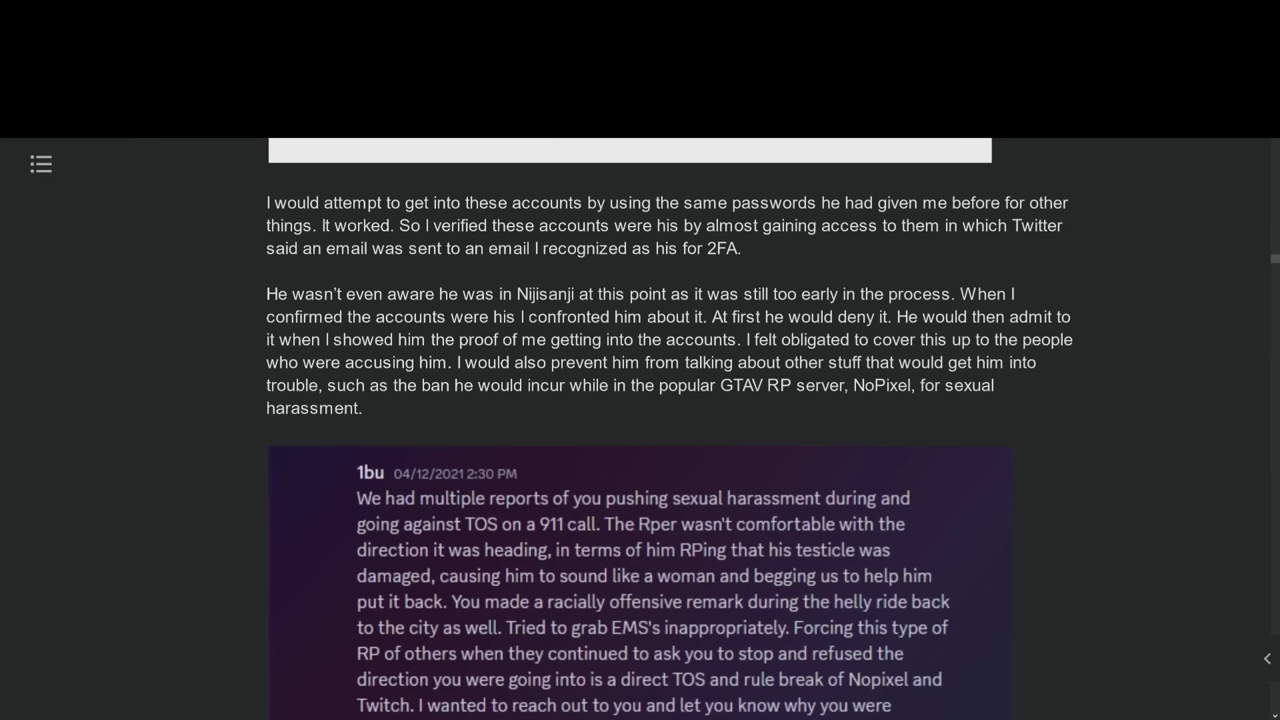 I would attempt to get into these accounts by using the same passwords he had given me before for other
things. It worked. So I verified these accounts were his by almost gaining access to them in which Twitter
said an email was sent to an email I recognized as his for 2FA.
He wasn't even aware he was in Nijisanji at this point as it was still too early in the process. When I
confirmed the accounts were his I confronted him about it. At first he would deny it. He would then admit to
it when I showed him the proof of me getting into the accounts. I felt obligated to cover this up to the people
who were accusing him. I would also prevent him from talking about other stuff that would get him into
trouble, such as the ban he would incur while in the popular GTAV RP server, NoPixel, for sexual
harassment.
1bu 04/12/2021 2:30 PM
We had multiple reports of you pushing sexual harassment during and
going against TOS on a 911 call. The Rper wasn't comfortable with the
direction it was heading, in terms of him RPing that his testicle was
damaged, causing him to sound like a woman and begging us to help him
put it back. You made a racially offensive remark during the helly ride back
to the city as well. Tried to grab EMS's inappropriately. Forcing this type of
RP of others when they continued to ask you to stop and refused the
direction you were going into is a direct TOS and rule break of Nopixel and
Twitch. I wanted to reach out to you and let you know why you were